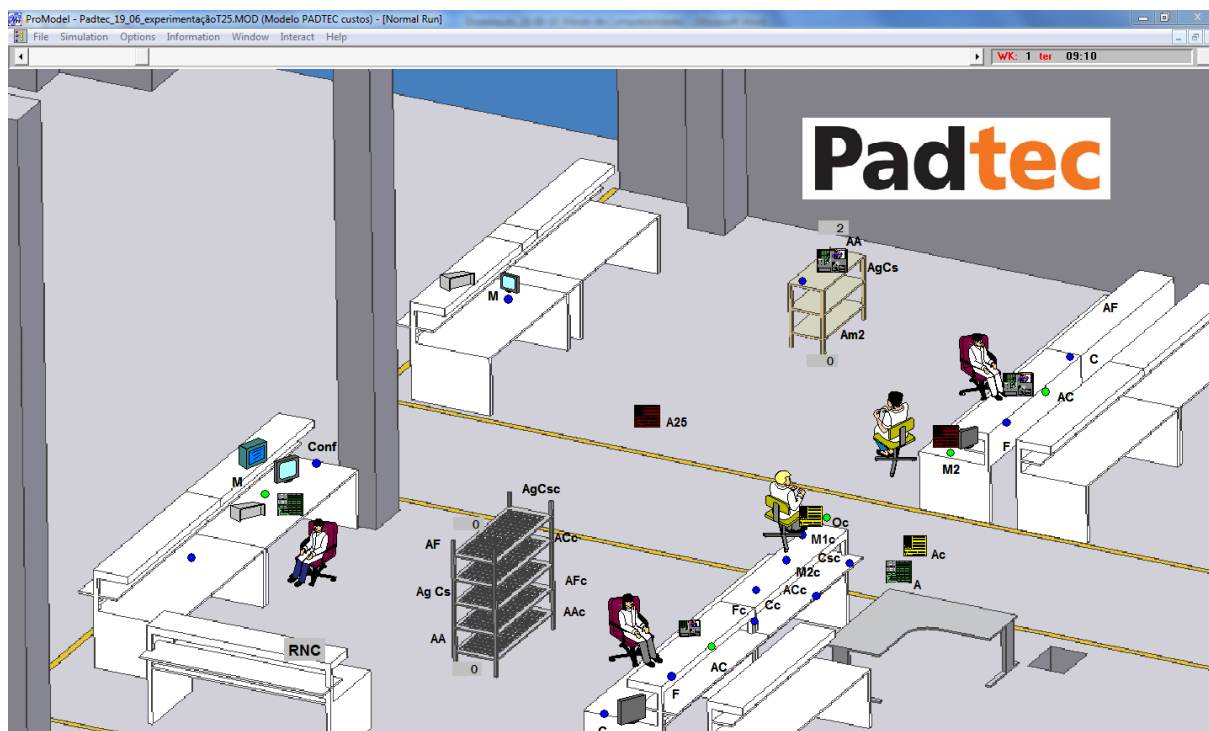 ProModel - Padtec_19_06_experimentaçãoT25.MOD (Modelo PADTEC custos) - [Normal Run]
File Simulation Options Information Window Interact Help
WK: 1 ter 09:10
Padtec
2
AA
AgCs
M
Am2
0
AF
C
AC
A25
F
M2
Conf
M
AgCsc
0
AF
ACc
Ag Cs
AFc
AA
AAc
0
Oc
M1c
Csc
M2c
Ac
A
ACc
Cc
Fc
RNC
AC
F
C